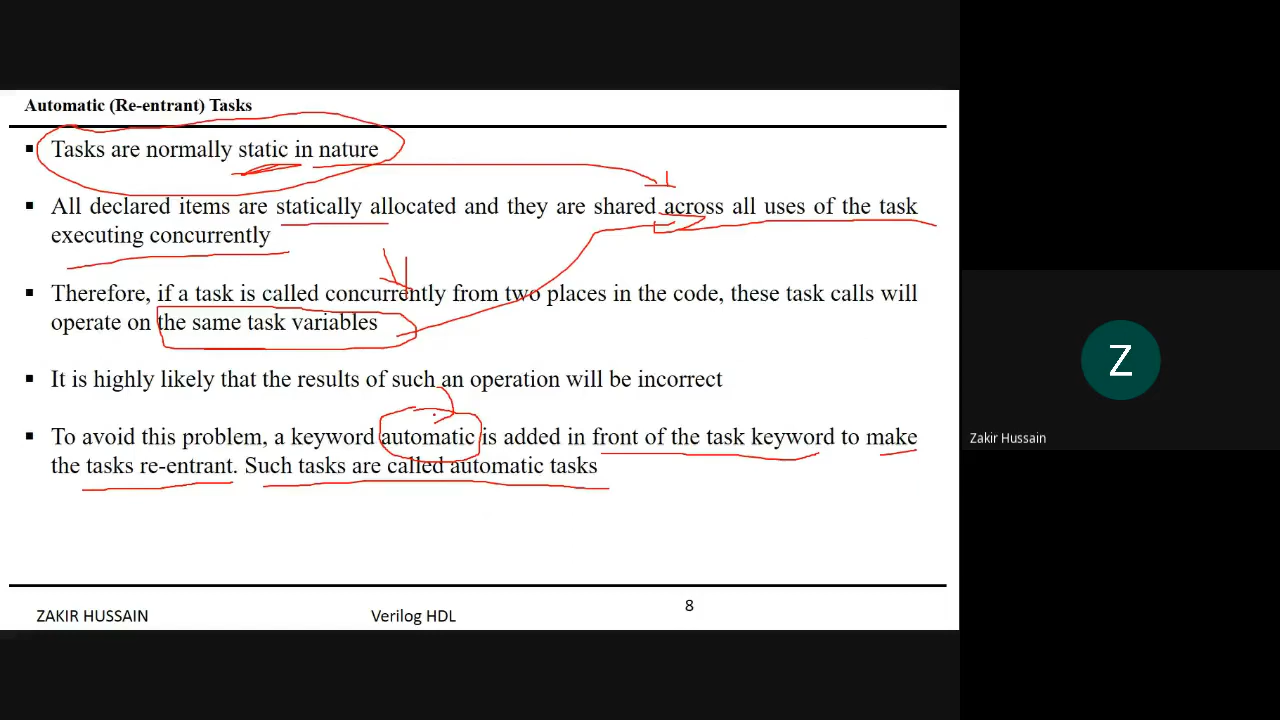 Automatic (Re-entrant) Tasks
▪ Tasks are normally static in nature
▪ All declared items are statically allocated and they are shared across all uses of the task
executing concurrently
▪ Therefore, if a task is called concurrently from two places in the code, these task calls will
operate on the same task variables
▪ It is highly likely that the results of such an operation will be incorrect
▪ To avoid this problem, a keyword automatic is added in front of the task keyword to make
the tasks re-entrant. Such tasks are called automatic tasks
ZAKIR HUSSAIN Verilog HDL 8
Z
Zakir Hussain